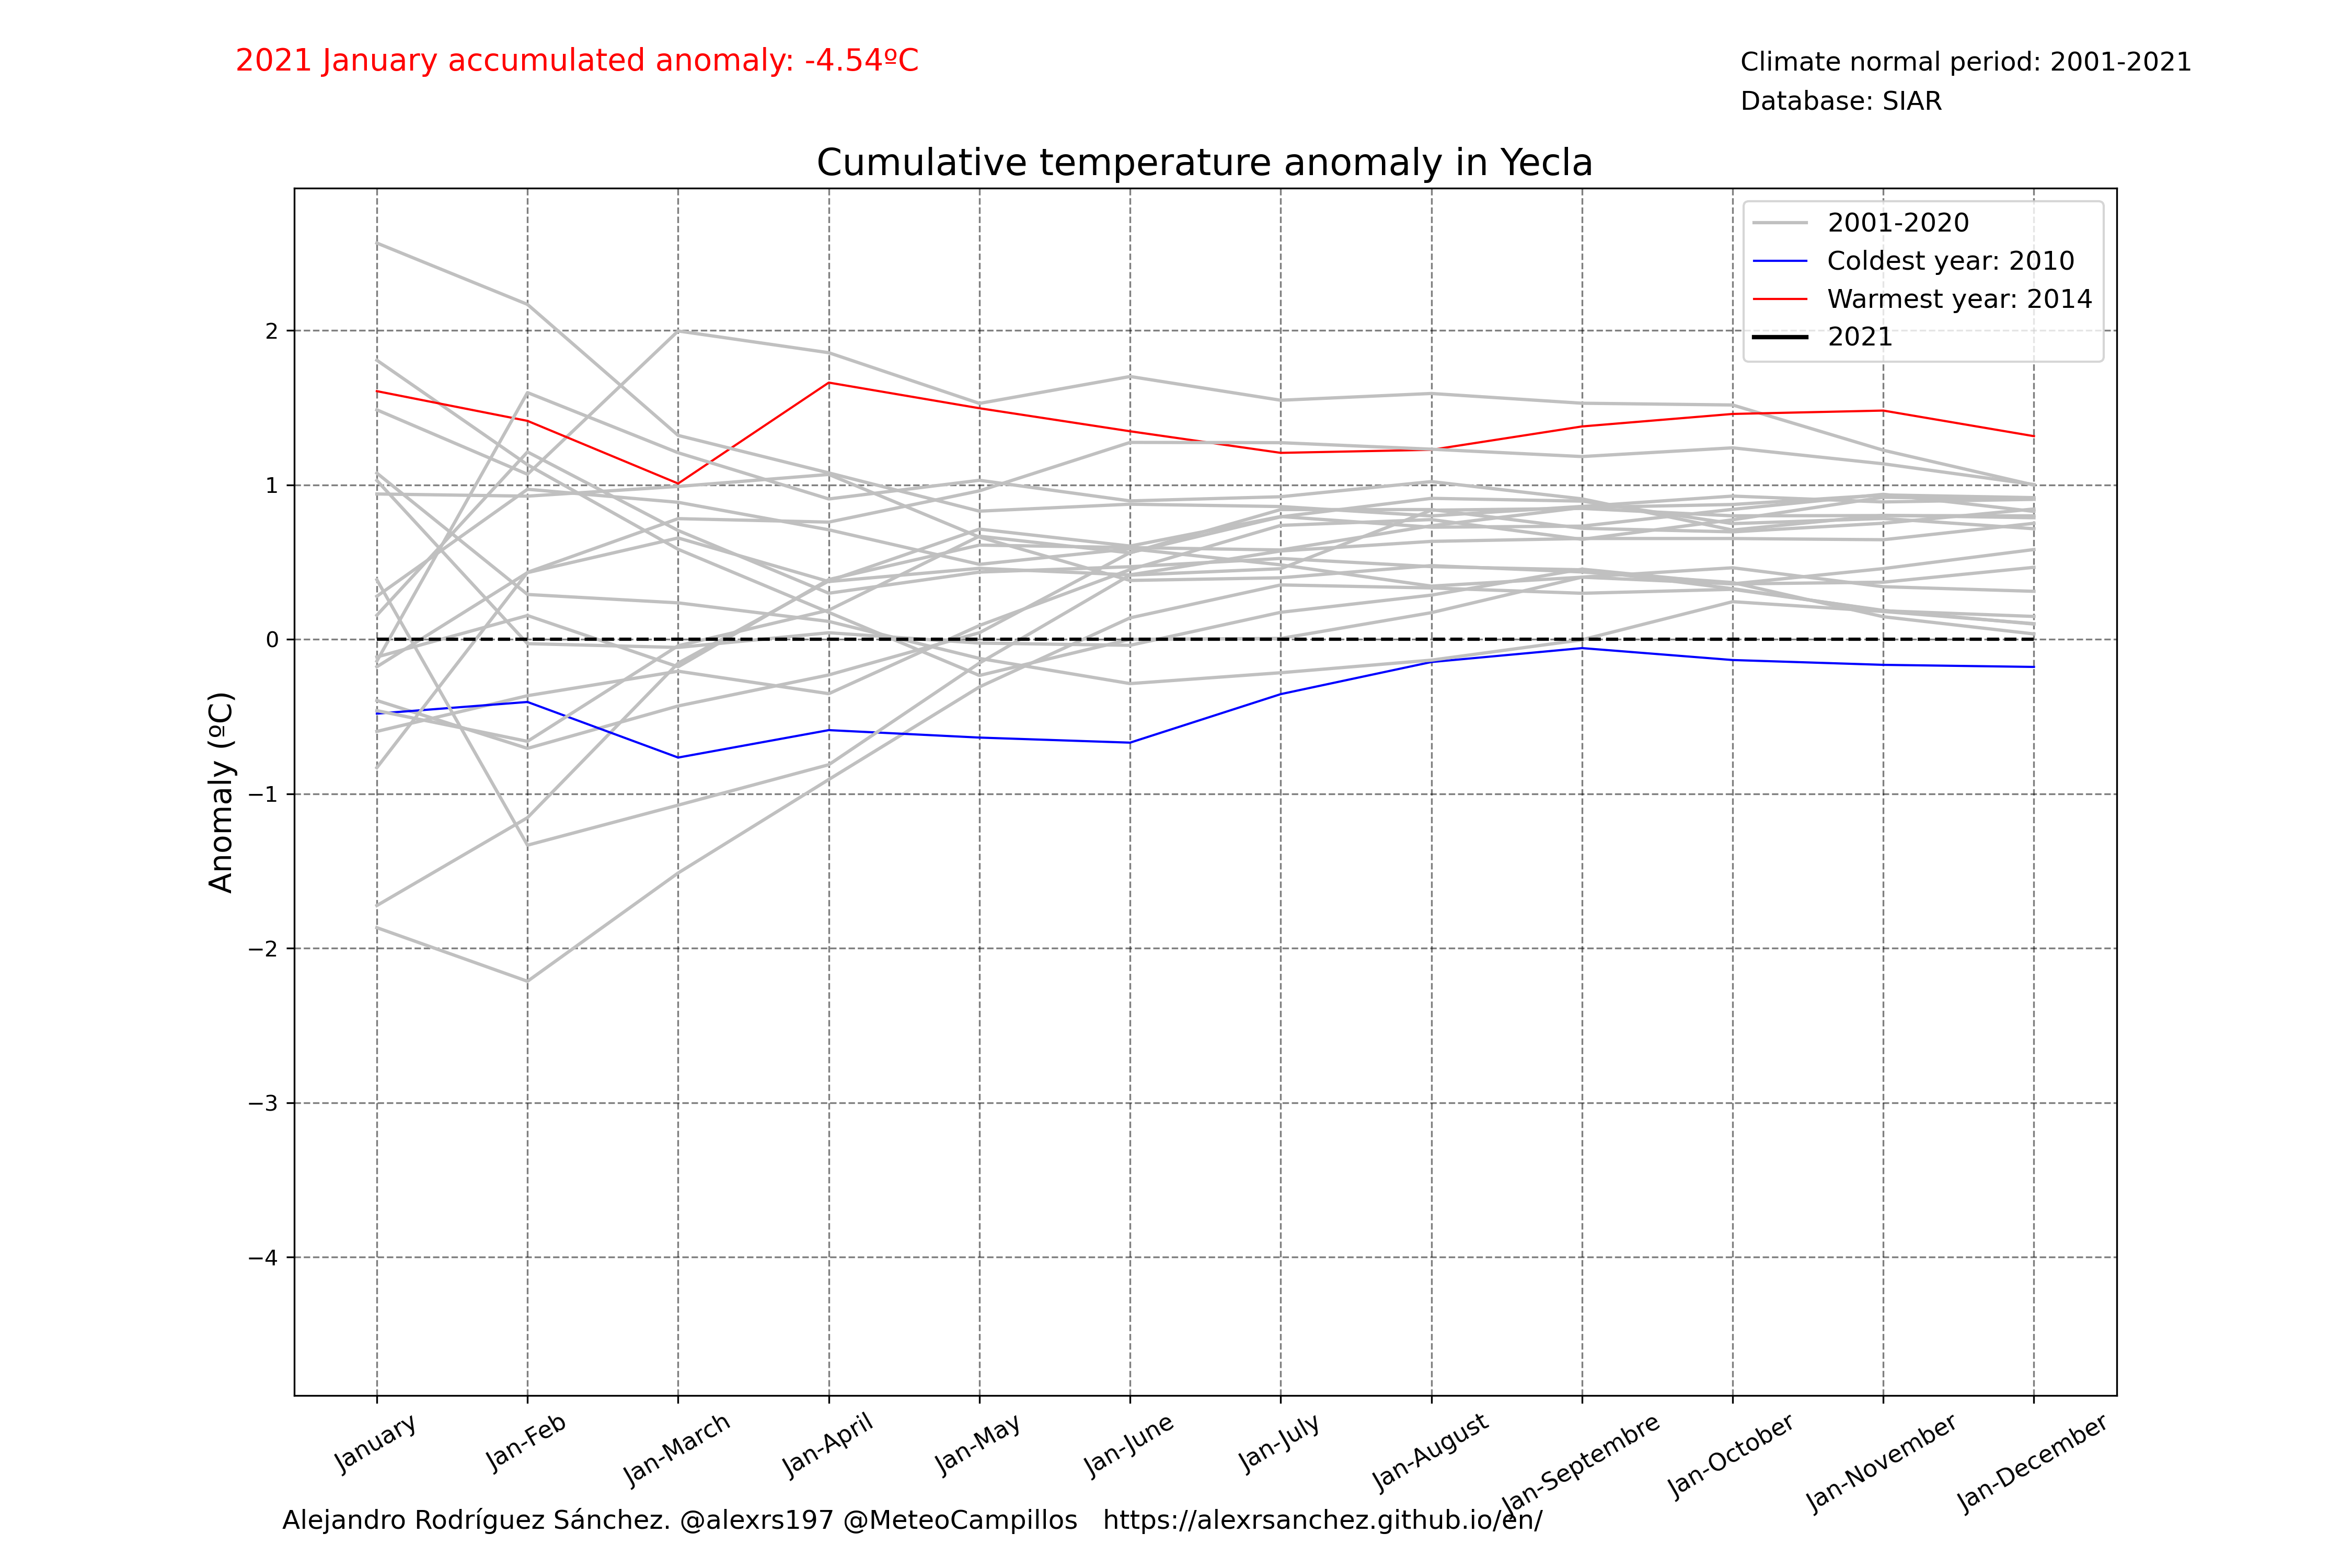 2021 January accumulated anomaly: -4.54ºC
Climate normal period: 2001-2021
Database: SIAR
Cumulative temperature anomaly in Yecla
2001-2020
Coldest year: 2010
Warmest year: 2014
2021
Anomaly (ºC)
2
1
0
−1
−2
−3
−4
January
Jan-Feb
Jan-March
Jan-April
Jan-May
Jan-June
Jan-July
Jan-August
Jan-Septembre
Jan-October
Jan-November
Jan-December
Alejandro Rodríguez Sánchez. @alexrs197 @MeteoCampillos   https://alexrsanchez.github.io/en/